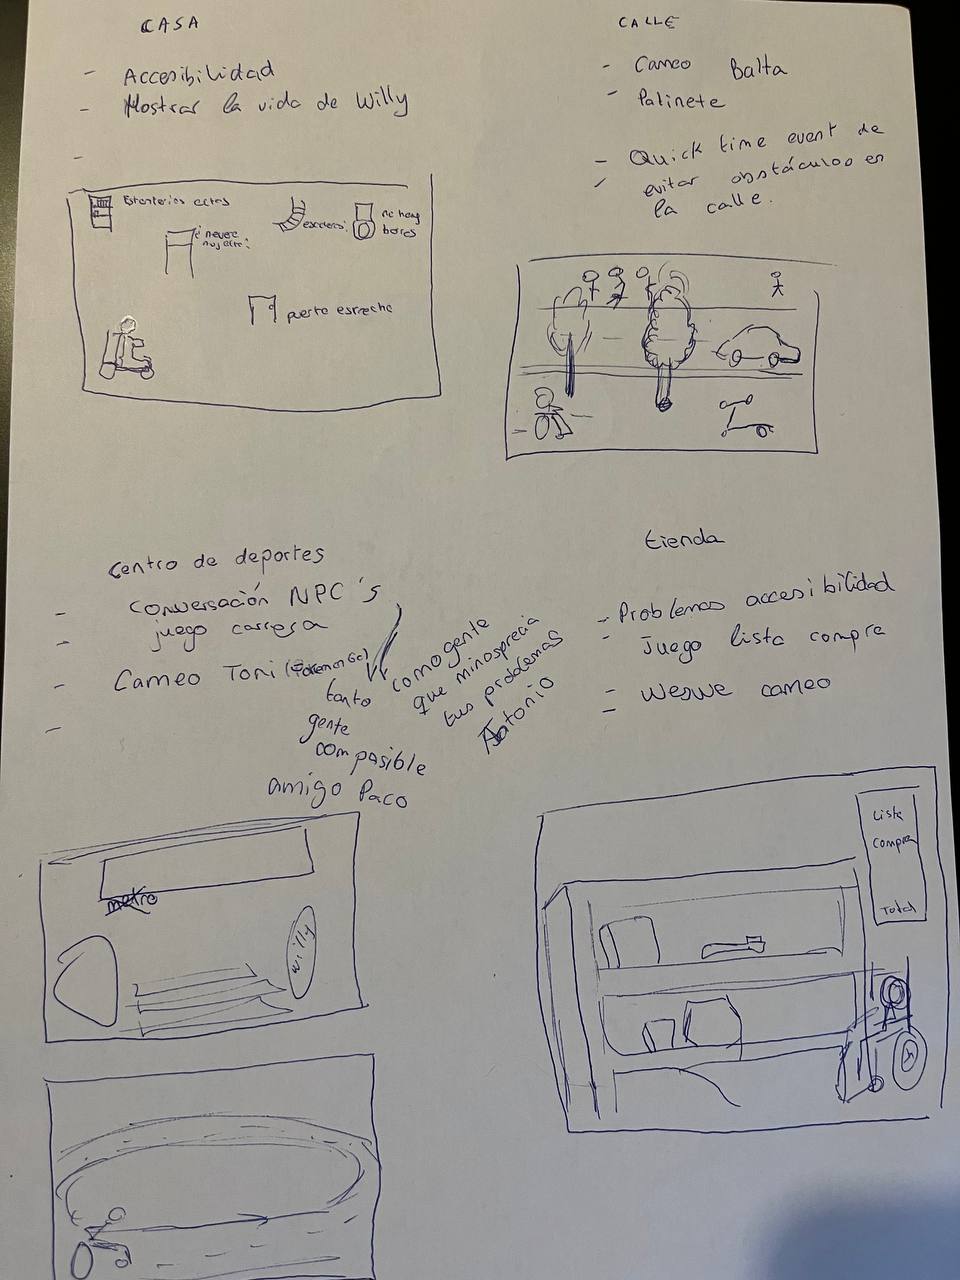 CASA
- Accesibilidad
- Mostrar la vida de Willy
-
Estanterias altas
nevera
muy alta
escalera
no hay
bares
puerta estrecha
CALLE
- Cameo Balta
- Patinete
- Quick time event de
- evitar obstáculos en
la calle.
Centro de deportes
- Conversación NPC's
- juego carrera
- Cameo Toni (Pokemon Go)
-
tanto
gente
compasible
amigo Paco
como gente
que minosprecia
tus problemas
Antonio
metro
Willy
tienda
- Problemas accesibilidad
- Juego lista compra
- Weswe cameo
-
Lista
compra
Total